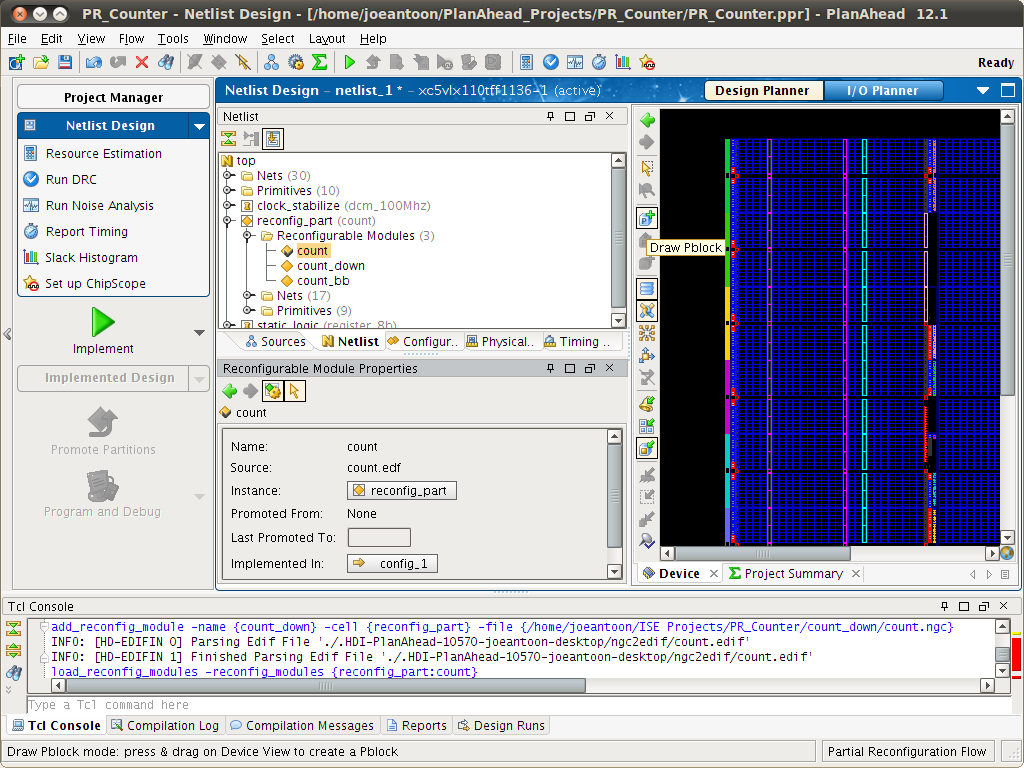 PR_Counter - Netlist Design - [/home/joeantoon/PlanAhead_Projects/PR_Counter/PR_Counter.ppr] - PlanAhead 12.1
File Edit View Flow Tools Window Select Layout Help
Ready
Project Manager
Netlist Design
Resource Estimation
Run DRC
Run Noise Analysis
Report Timing
Slack Histogram
Set up ChipScope
Implement
Implemented Design
Promote Partitions
Program and Debug
Netlist Design - netlist_1 * - xc5vlx110tff1136-1 (active)
Design Planner
I/O Planner
Netlist
top
Nets (30)
Primitives (10)
clock_stabilize (dcm_100Mhz)
reconfig_part (count)
Reconfigurable Modules (3)
count
count_down
count_bb
Nets (17)
Primitives (9)
static_logic (register_8b)
Sources
Netlist
Configur..
Physical..
Timing ..
Reconfigurable Module Properties
count
Name: count
Source: count.edf
Instance: reconfig_part
Promoted From: None
Last Promoted To:
Implemented In: config_1
Draw Pblock
Device
Project Summary
Tcl Console
add_reconfig_module -name {count_down} -cell {reconfig_part} -file {/home/joeantoon/ISE Projects/PR_Counter/count_down/count.ngc}
INFO: [HD-EDIFIN 0] Parsing Edif File './.HDI-PlanAhead-10570-joeantoon-desktop/ngc2edif/count.edif'
INFO: [HD-EDIFIN 1] Finished Parsing Edif File './.HDI-PlanAhead-10570-joeantoon-desktop/ngc2edif/count.edif'
load_reconfig_modules -reconfig_modules {reconfig_part:count}
Type a Tcl command here
Tcl Console
Compilation Log
Compilation Messages
Reports
Design Runs
Draw Pblock mode: press & drag on Device View to create a Pblock
Partial Reconfiguration Flow